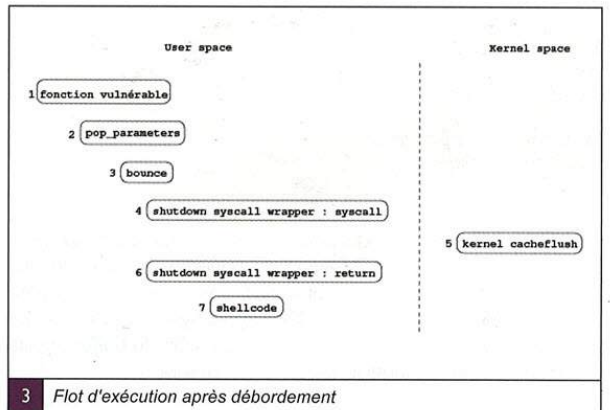 User space
Kernel space
1 fonction vulnérable
2 pop_parameters
3 bounce
4 shutdown syscall wrapper : syscall
5 kernel cacheflush
6 shutdown syscall wrapper : return
7 shellcode
3 Flot d'exécution après débordement